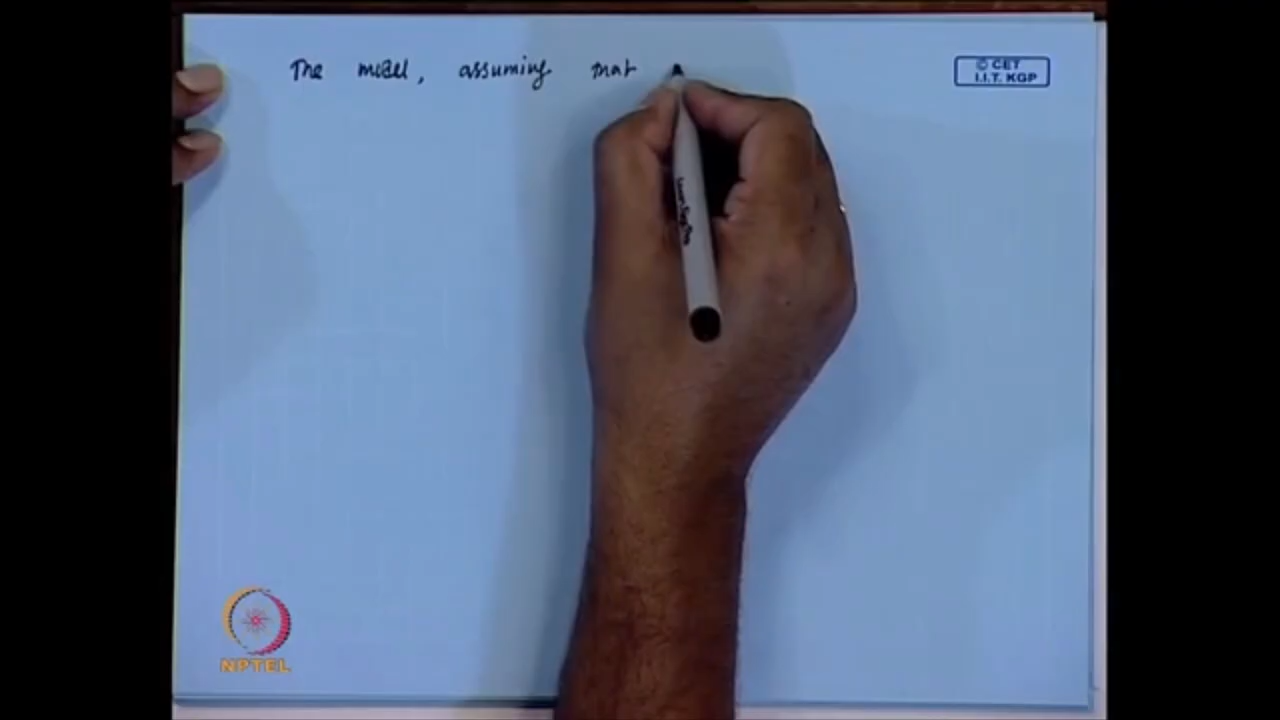 The model, assuming that
© CET
I.I.T. KGP
NPTEL